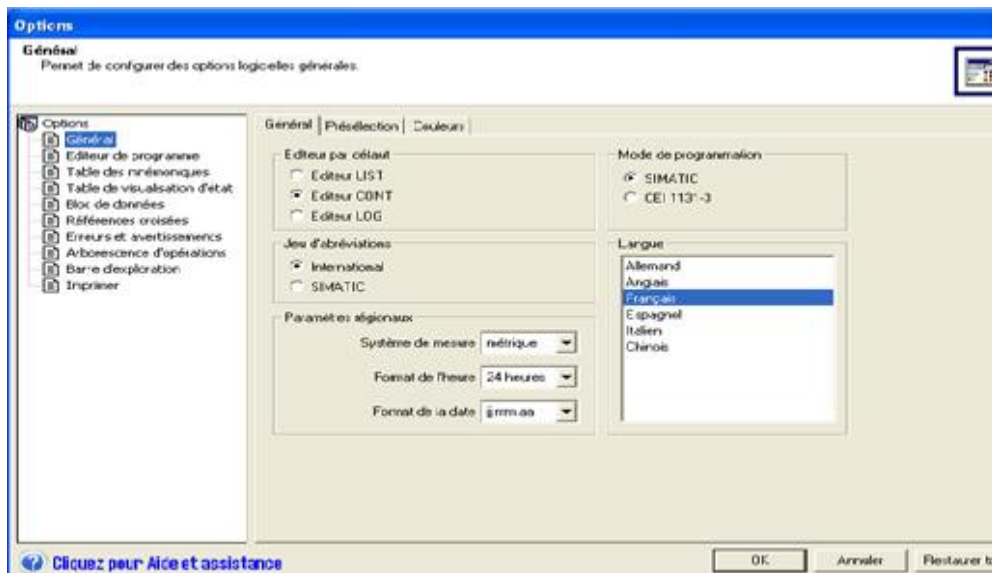 Options
Général
Permet de configurer des options logicielles générales.
Options
Général
Editeur de programme
Table des mnémoniques
Table de visualisation d'état
Bloc de données
Références croisées
Erreurs et avertissements
Arborescence d'opérations
Barre d'exploration
Imprimer
Général
Présélection
Couleurs
Editeur par défaut
Editeur LIST
Editeur CONT
Editeur LOG
Jeu d'abréviations
International
SIMATIC
Paramètres régionaux
Système de mesure métrique
Format de l'heure 24 heures
Format de la date jj.mm.aa
Mode de programmation
SIMATIC
CEI 1131-3
Langue
Allemand
Anglais
Français
Espagnol
Italien
Chinois
Cliquez pour Aide et assistance
OK
Annuler
Restaurer